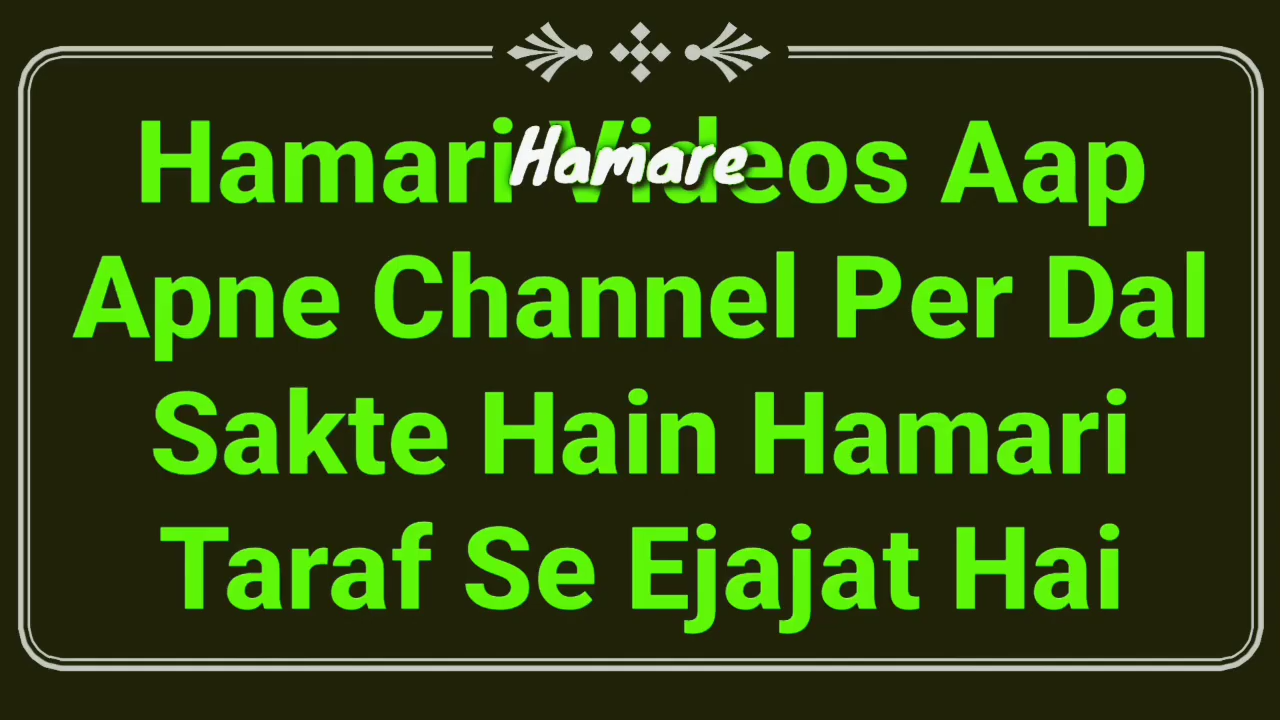 Hamari Videos Aap
Hamare
Apne Channel Per Dal
Sakte Hain Hamari
Taraf Se Ejajat Hai